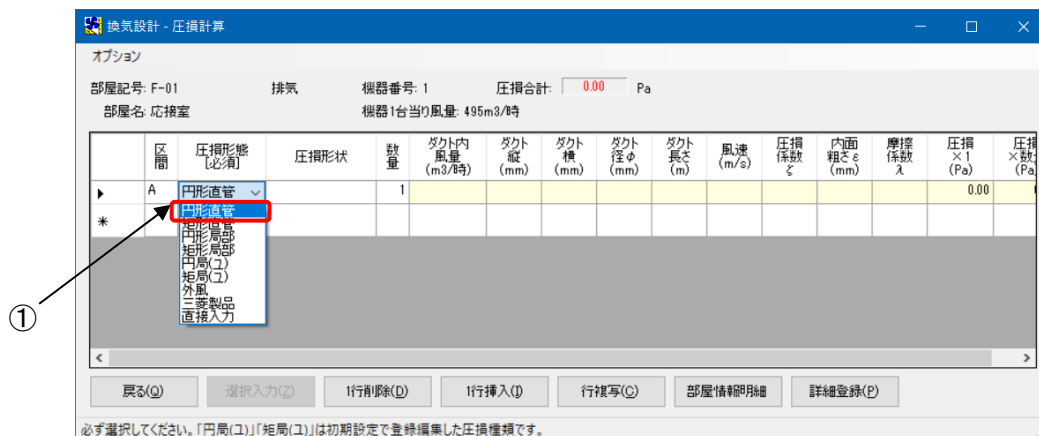 換気設計 - 圧損計算
オプション
部屋記号: F-01 排気 機器番号: 1 圧損合計: 0.00 Pa
部屋名: 応接室 機器1台当り風量: 495m3/時
区間 圧損形態[必須] 圧損形状 数量 ダクト内風量(m3/時) ダクト縦(mm) ダクト横(mm) ダクト径φ(mm) ダクト長さ(m) 風速(m/s) 圧損係数ζ 内面粗さε(mm) 摩擦係数λ 圧損×1(Pa) 圧損×数(Pa
A 円形直管 1 0.00
円形直管
矩形直管
円形局部
矩形局部
円局(ユ)
矩局(ユ)
外風
三菱製品
直接入力
①
戻る(Q) 選択入力(Z) 1行削除(D) 1行挿入(I) 行複写(C) 部屋情報明細 詳細登録(P)
必ず選択してください。「円局(ユ)」「矩局(ユ)」は初期設定で登録編集した圧損種類です。